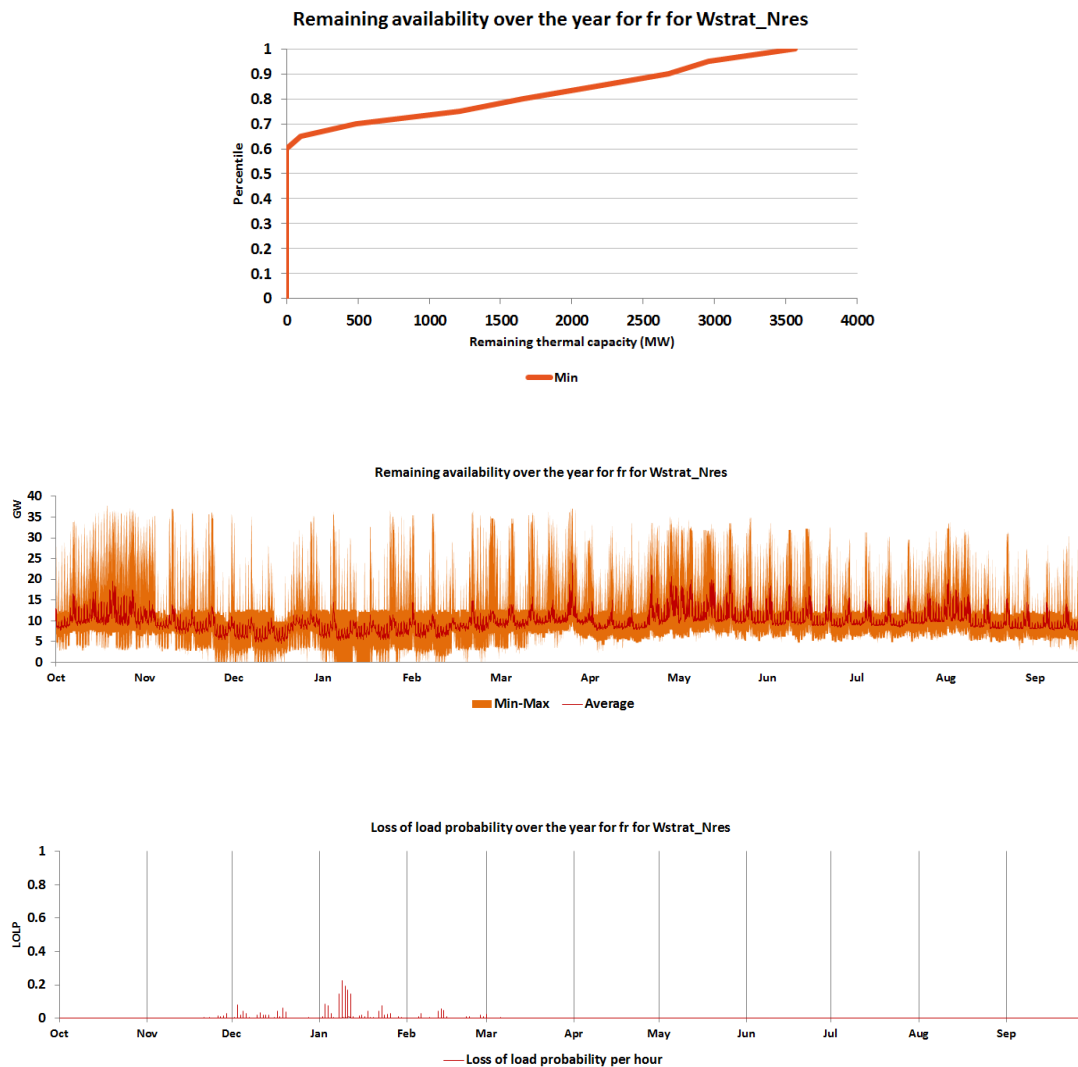 Remaining availability over the year for fr for Wstrat_Nres
1
0.9
0.8
0.7
0.6
0.5
0.4
0.3
0.2
0.1
0
Percentile
0 500 1000 1500 2000 2500 3000 3500 4000
Remaining thermal capacity (MW)
Min
Remaining availability over the year for fr for Wstrat_Nres
GW
40
35
30
25
20
15
10
5
0
Oct Nov Dec Jan Feb Mar Apr May Jun Jul Aug Sep
Min-Max Average
Loss of load probability over the year for fr for Wstrat_Nres
1
0.8
0.6
0.4
0.2
0
LOLP
Oct Nov Dec Jan Feb Mar Apr May Jun Jul Aug Sep
Loss of load probability per hour